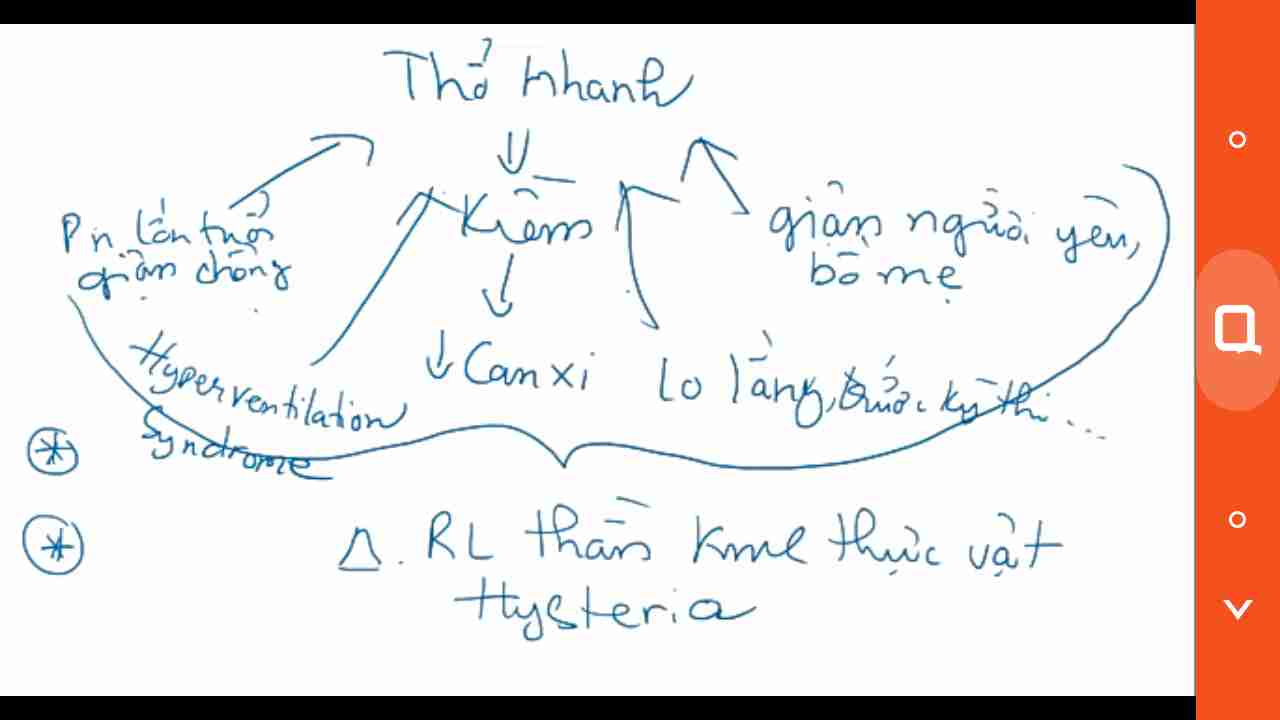 Thở nhanh
↓
Kiềm
Pn lớn tuổi
giận chồng
giận người yêu,
bố mẹ
↓ Canxi
lo lắng, trước kỳ thi...
Hyperventilation
Syndrome
Δ. RL thần kinh thực vật
Hysteria